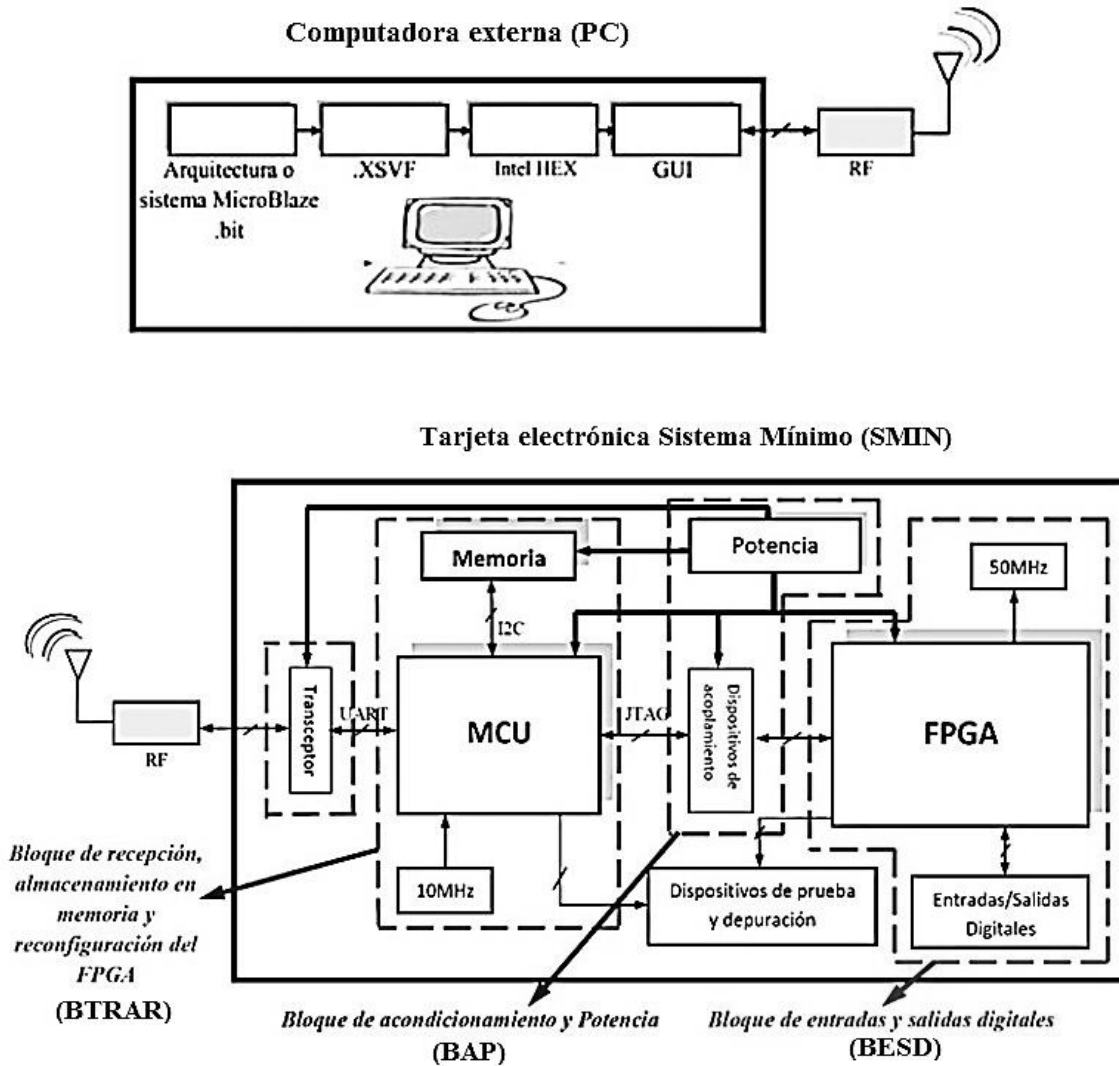 Computadora externa (PC)
Arquitectura o
sistema MicroBlaze
.bit
.XSVF
Intel HEX
GUI
RF
Tarjeta electrónica Sistema Mínimo (SMIN)
Memoria
Potencia
50MHz
I2C
Transceptor
UART
MCU
JTAG
Dispositivos de
acoplamiento
FPGA
RF
10MHz
Dispositivos de prueba
y depuración
Entradas/Salidas
Digitales
Bloque de recepción,
almacenamiento en
memoria y
reconfiguración del
FPGA
(BTRAR)
Bloque de acondicionamiento y Potencia
(BAP)
Bloque de entradas y salidas digitales
(BESD)